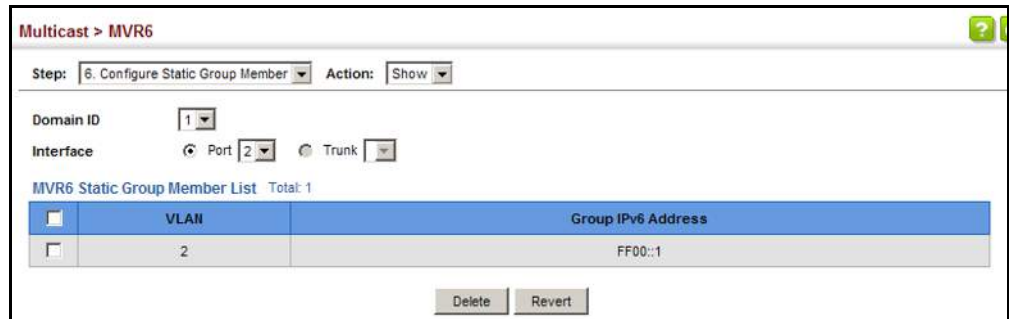 Multicast > MVR6
?
Step: 6. Configure Static Group Member Action: Show
Domain ID 1
Interface Port 2 Trunk
MVR6 Static Group Member List Total: 1
VLAN Group IPv6 Address
2 FF00::1
Delete Revert